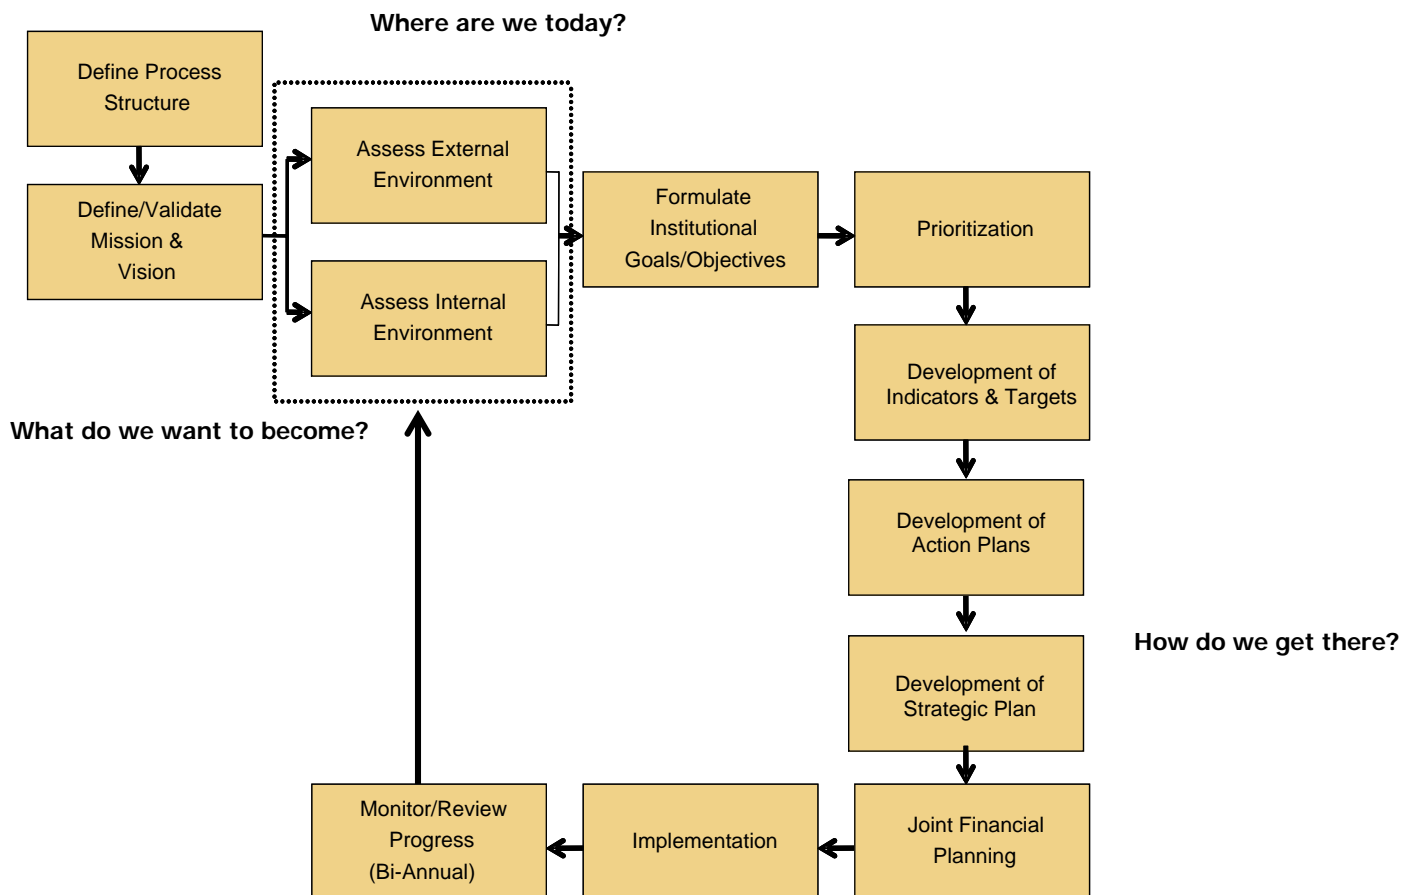 Where are we today?
Define Process
Structure
Assess External
Environment
Define/Validate
Mission &
Vision
Formulate
Institutional
Goals/Objectives
Prioritization
Assess Internal
Environment
Development of
Indicators & Targets
What do we want to become?
Development of
Action Plans
How do we get there?
Development of
Strategic Plan
Monitor/Review
Progress
(Bi-Annual)
Implementation
Joint Financial
Planning